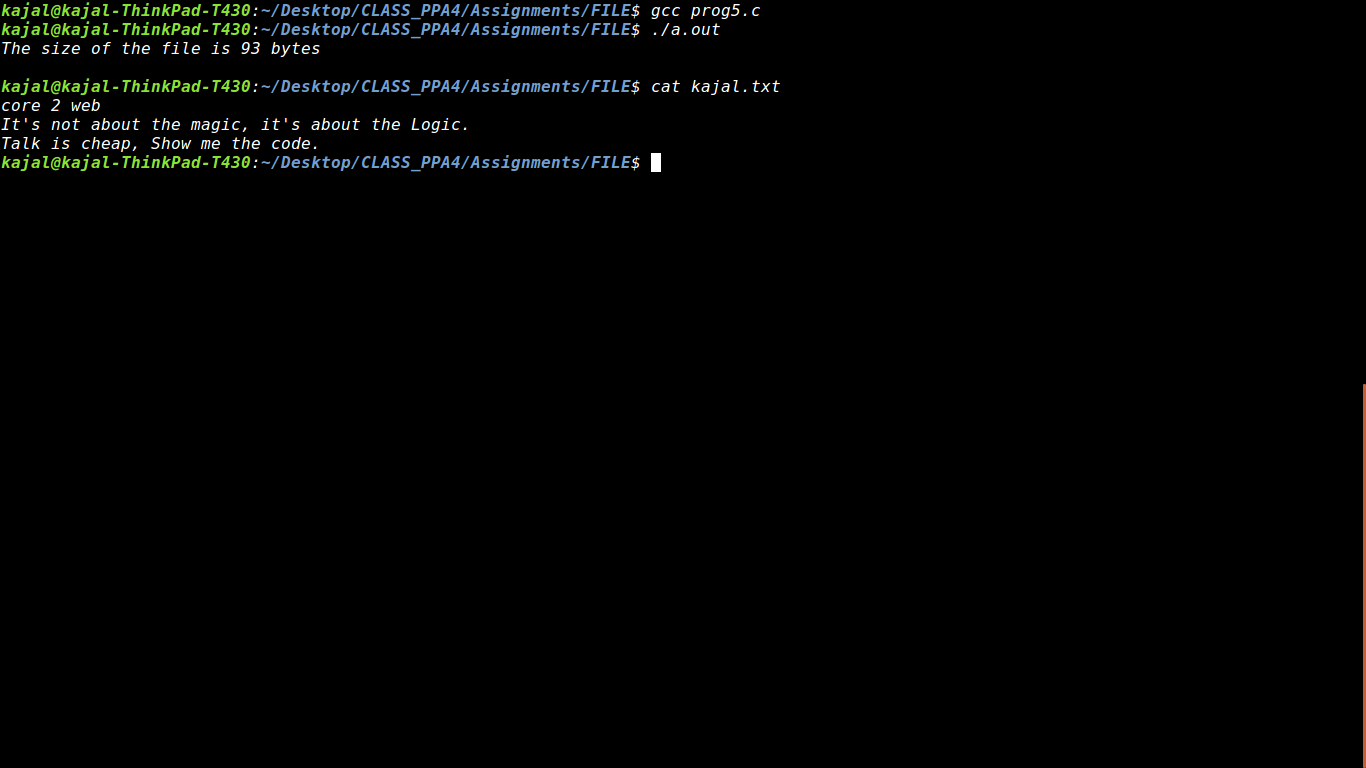 kajal@kajal-ThinkPad-T430:~/Desktop/CLASS_PPA4/Assignments/FILE$ gcc prog5.c
kajal@kajal-ThinkPad-T430:~/Desktop/CLASS_PPA4/Assignments/FILE$ ./a.out
The size of the file is 93 bytes
kajal@kajal-ThinkPad-T430:~/Desktop/CLASS_PPA4/Assignments/FILE$ cat kajal.txt
core 2 web
It's not about the magic, it's about the Logic.
Talk is cheap, Show me the code.
kajal@kajal-ThinkPad-T430:~/Desktop/CLASS_PPA4/Assignments/FILE$